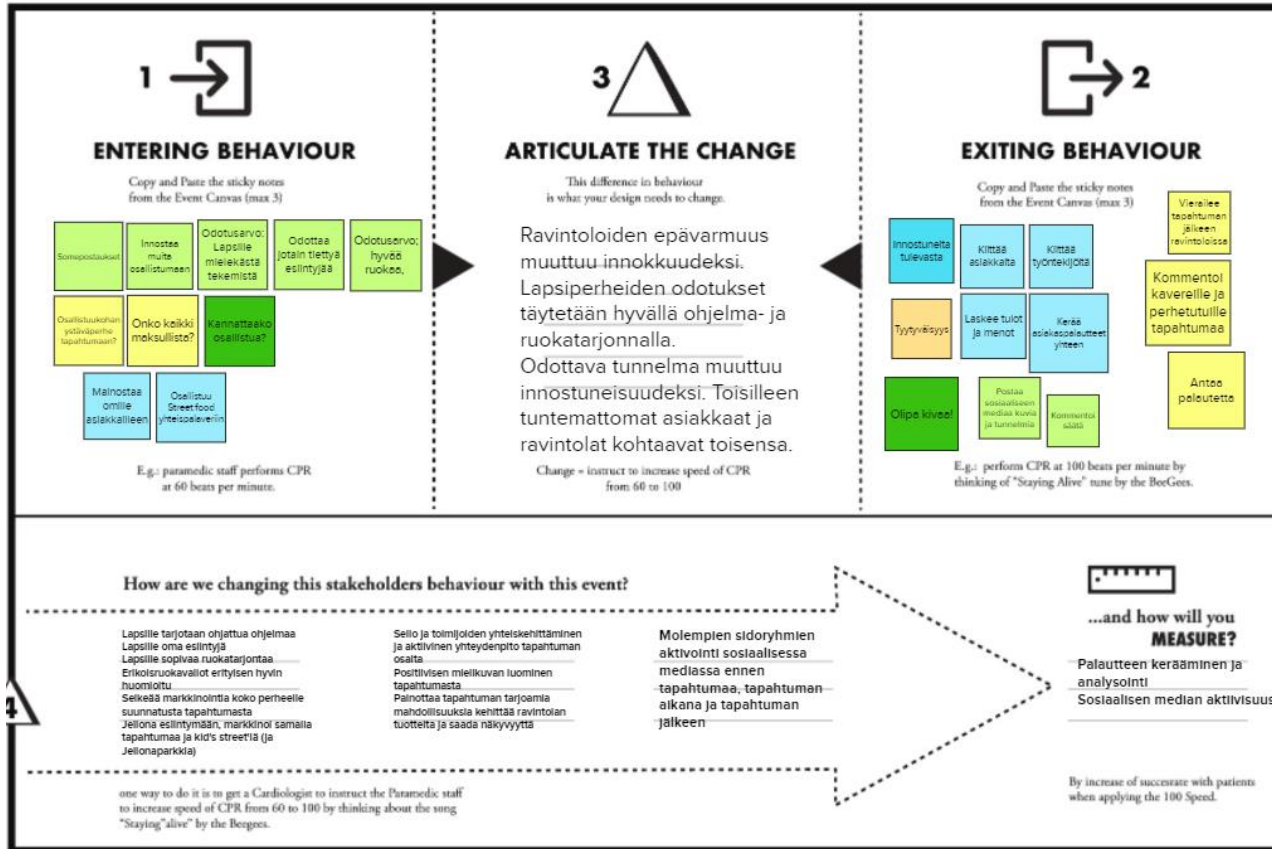 1
ENTERING BEHAVIOUR
Copy and Paste the sticky notes
from the Event Canvas (max 3)
Somepostaukset
Innostaa
muita
osallistumaan
Odotusarvo:
Lapsille
mielekästä
tekemistä
Odottaa
jotain tiettyä
esiintyjää
Odotusarvo;
hyvää
ruokaa,
Osallistuukohan
ystäväperhe
tapahtumaan?
Onko kaikki
maksullista?
Kannattaako
osallistua?
Mainostaa
omille
asiakkailleen
Osallistuu
Street food
yhteispalaveriin
E.g.: paramedic staff performs CPR
at 60 beats per minute.
3
ARTICULATE THE CHANGE
This difference in behaviour
is what your design needs to change.
Ravintoloiden epävarmuus
muuttuu innokkuudeksi.
Lapsiperheiden odotukset
täytetään hyvällä ohjelma- ja
ruokatarjonnalla.
Odottava tunnelma muuttuu
innostuneisuudeksi. Toisilleen
tuntemattomat asiakkaat ja
ravintolat kohtaavat toisensa.
Change = instruct to increase speed of CPR
from 60 to 100
2
EXITING BEHAVIOUR
Copy and Paste the sticky notes
from the Event Canvas (max 3)
Vierailee
tapahtuman
jälkeen
ravintoloissa
Innostuneita
tulevasta
Kiittää
asiakkaita
Kiittää
työntekijöitä
Kommentoi
kavereille ja
perhetutuille
tapahtumaa
Tyytyväisyys
Laskee tulot
ja menot
Kerää
asiakaspalautteet
yhteen
Antaa
palautetta
Olipa kivaa!
Postaa
sosiaaliseen
mediaa kuvia
ja tunnelmia
Kommentoi
säätä
E.g.: perform CPR at 100 beats per minute by
thinking of "Staying Alive" tune by the BeeGees.
4
How are we changing this stakeholders behaviour with this event?
Lapsille tarjotaan ohjattua ohjelmaa
Lapsille oma esiintyjä
Lapsille sopivaa ruokatarjontaa
Erikoisruokavaliot erityisen hyvin
huomioitu
Selkeää markkinointia koko perheelle
suunnatusta tapahtumasta
Jellona esiintymään, markkinoi samalla
tapahtumaa ja kid's street'iä (ja
Jellonaparkkia)
Sello ja toimijoiden yhteiskehittäminen
ja aktiivinen yhteydenpito tapahtuman
osalta
Positiivisen mielikuvan luominen
tapahtumasta
Painottaa tapahtuman tarjoamia
mahdollisuuksia kehittää ravintolan
tuotteita ja saada näkyvyyttä
Molempien sidoryhmien
aktivointi sosiaalisessa
mediassa ennen
tapahtumaa, tapahtuman
aikana ja tapahtuman
jälkeen
one way to do it is to get a Cardiologist to instruct the Paramedic staff
to increase speed of CPR from 60 to 100 by thinking about the song
"Staying"alive" by the Beegees.
...and how will you
MEASURE?
Palautteen kerääminen ja
analysointi
Sosiaalisen median aktiivisuus
By increase of succesrate with patients
when applying the 100 Speed.